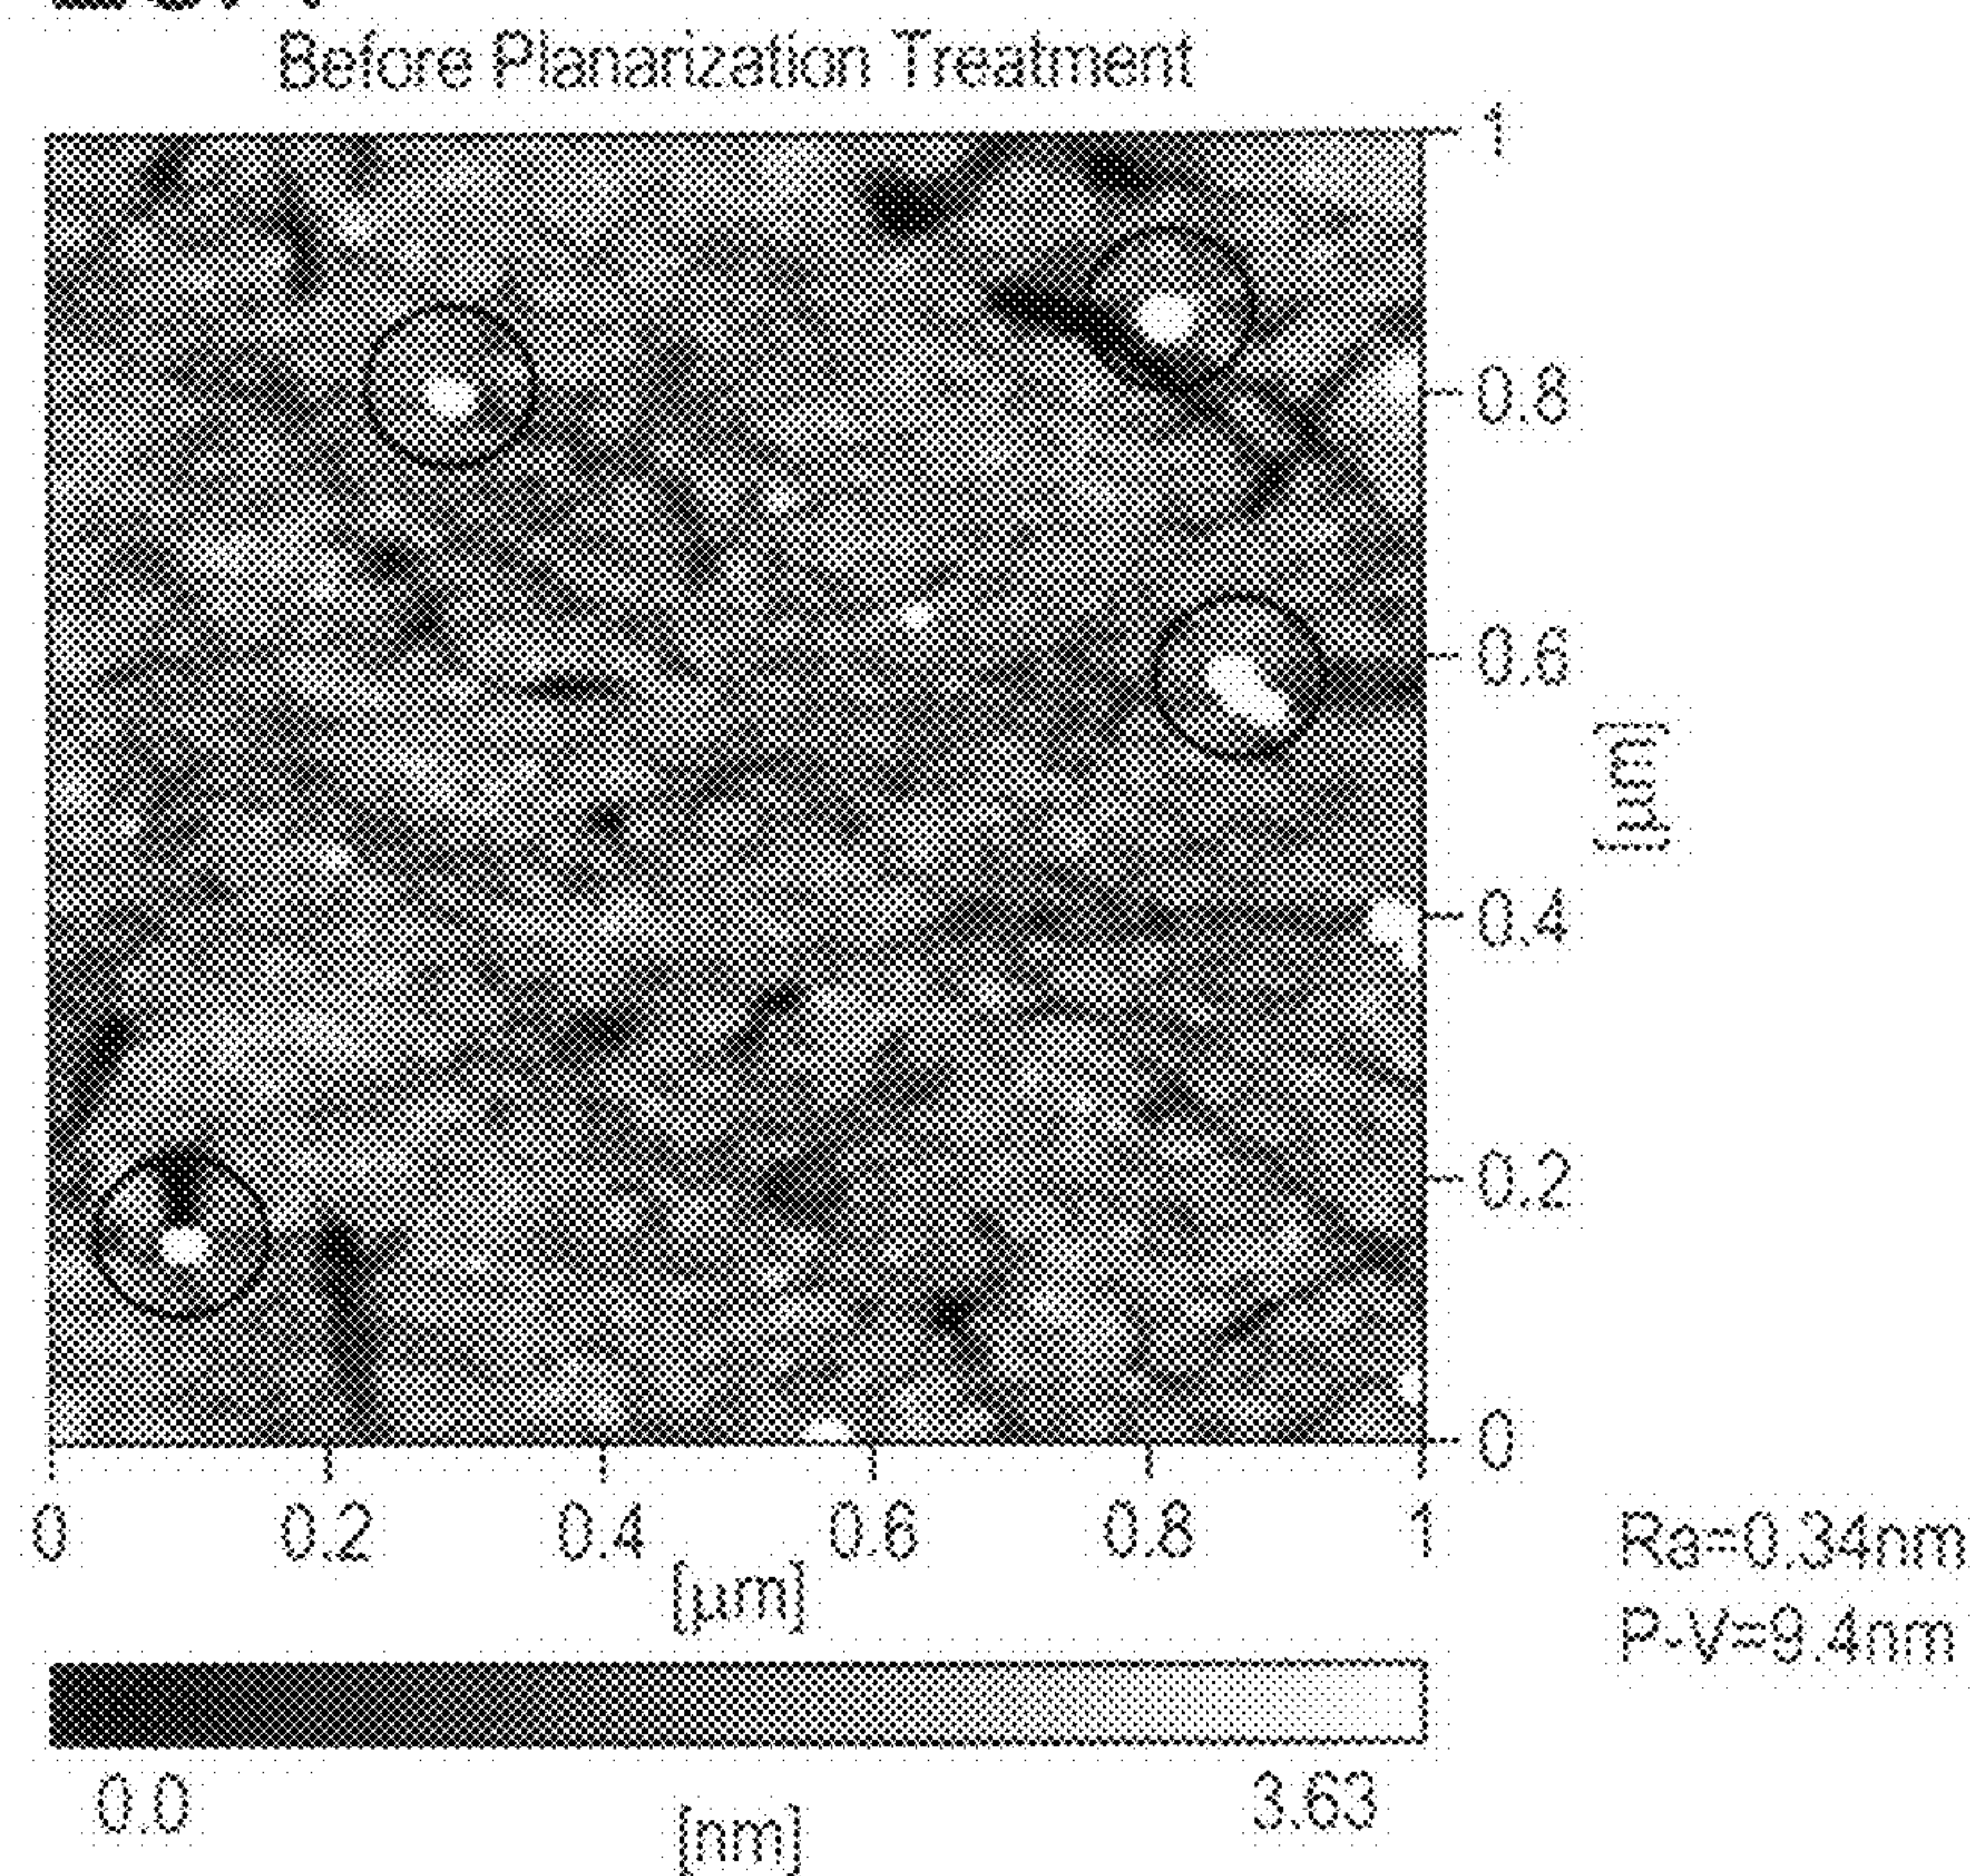 Before Planarization Treatment
1
0.8
0.6
[µm]
0.4
0.2
0
0 0.2 0.4 0.6 0.8 1
[µm]
Ra=0.34nm
P-V=9.4nm
0.0 3.63
[nm]